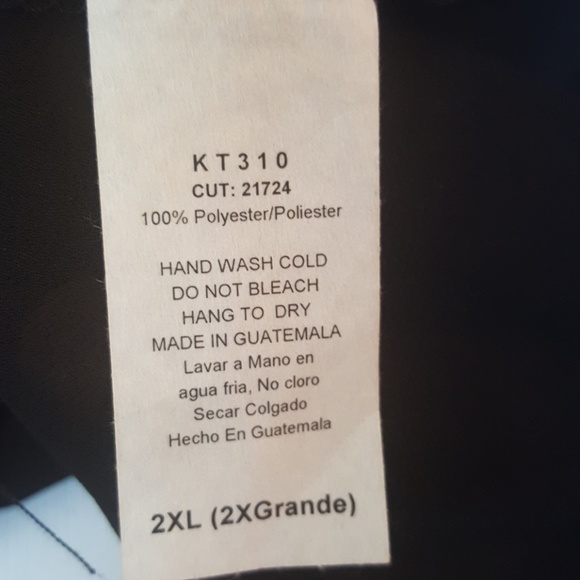 KT310
CUT: 21724
100% Polyester/Poliester
HAND WASH COLD
DO NOT BLEACH
HANG TO DRY
MADE IN GUATEMALA
Lavar a Mano en
agua fria, No cloro
Secar Colgado
Hecho En Guatemala
2XL (2XGrande)